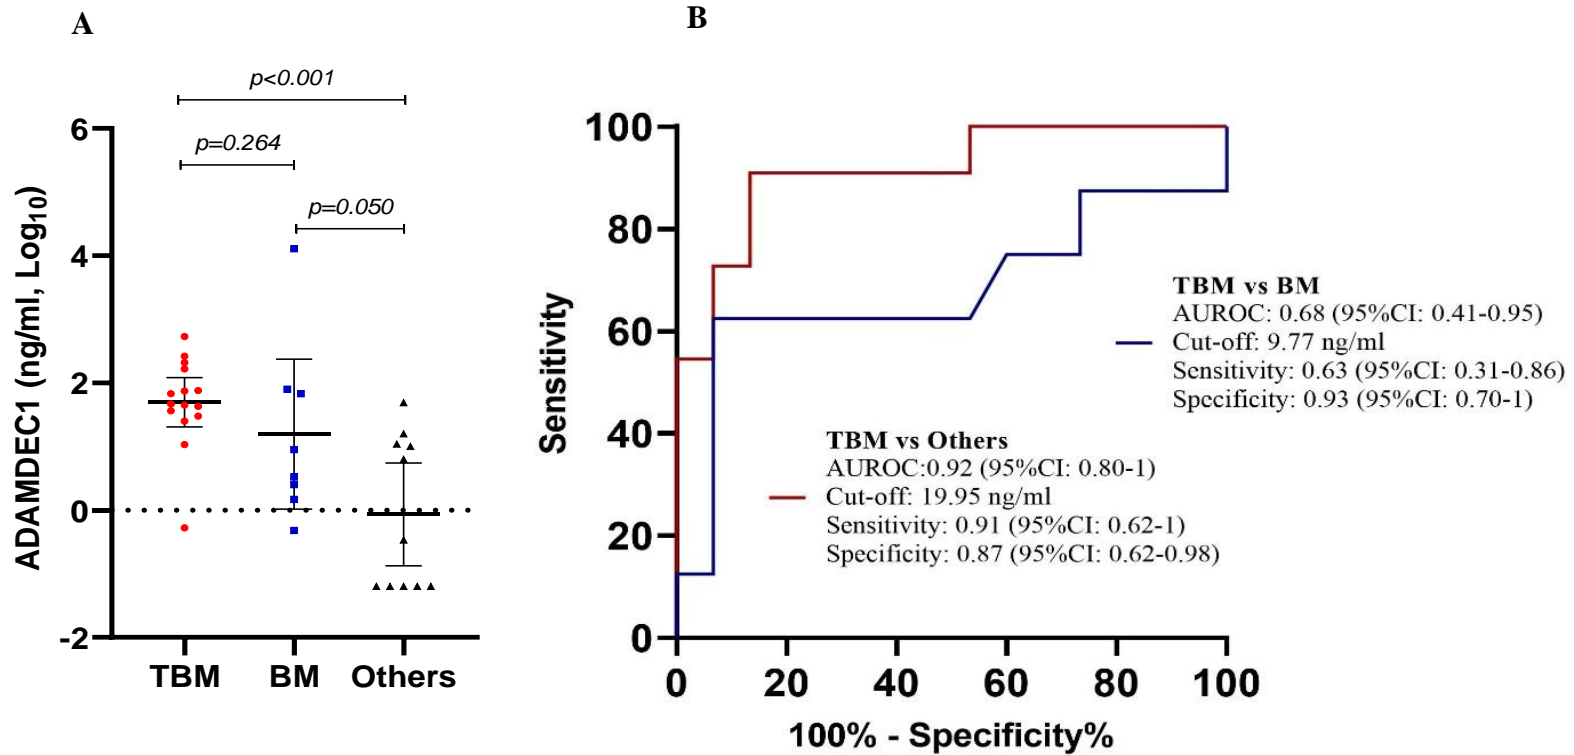 A
p<0.001
p=0.264
p=0.050
ADAMDEC1 (ng/ml, Log10)
6
4
2
0
-2
TBM BM Others
B
Sensitivity
100
80
60
40
20
0
0 20 40 60 80 100
100% - Specificity%
TBM vs BM
AUROC: 0.68 (95%CI: 0.41-0.95)
Cut-off: 9.77 ng/ml
Sensitivity: 0.63 (95%CI: 0.31-0.86)
Specificity: 0.93 (95%CI: 0.70-1)
TBM vs Others
AUROC:0.92 (95%CI: 0.80-1)
Cut-off: 19.95 ng/ml
Sensitivity: 0.91 (95%CI: 0.62-1)
Specificity: 0.87 (95%CI: 0.62-0.98)